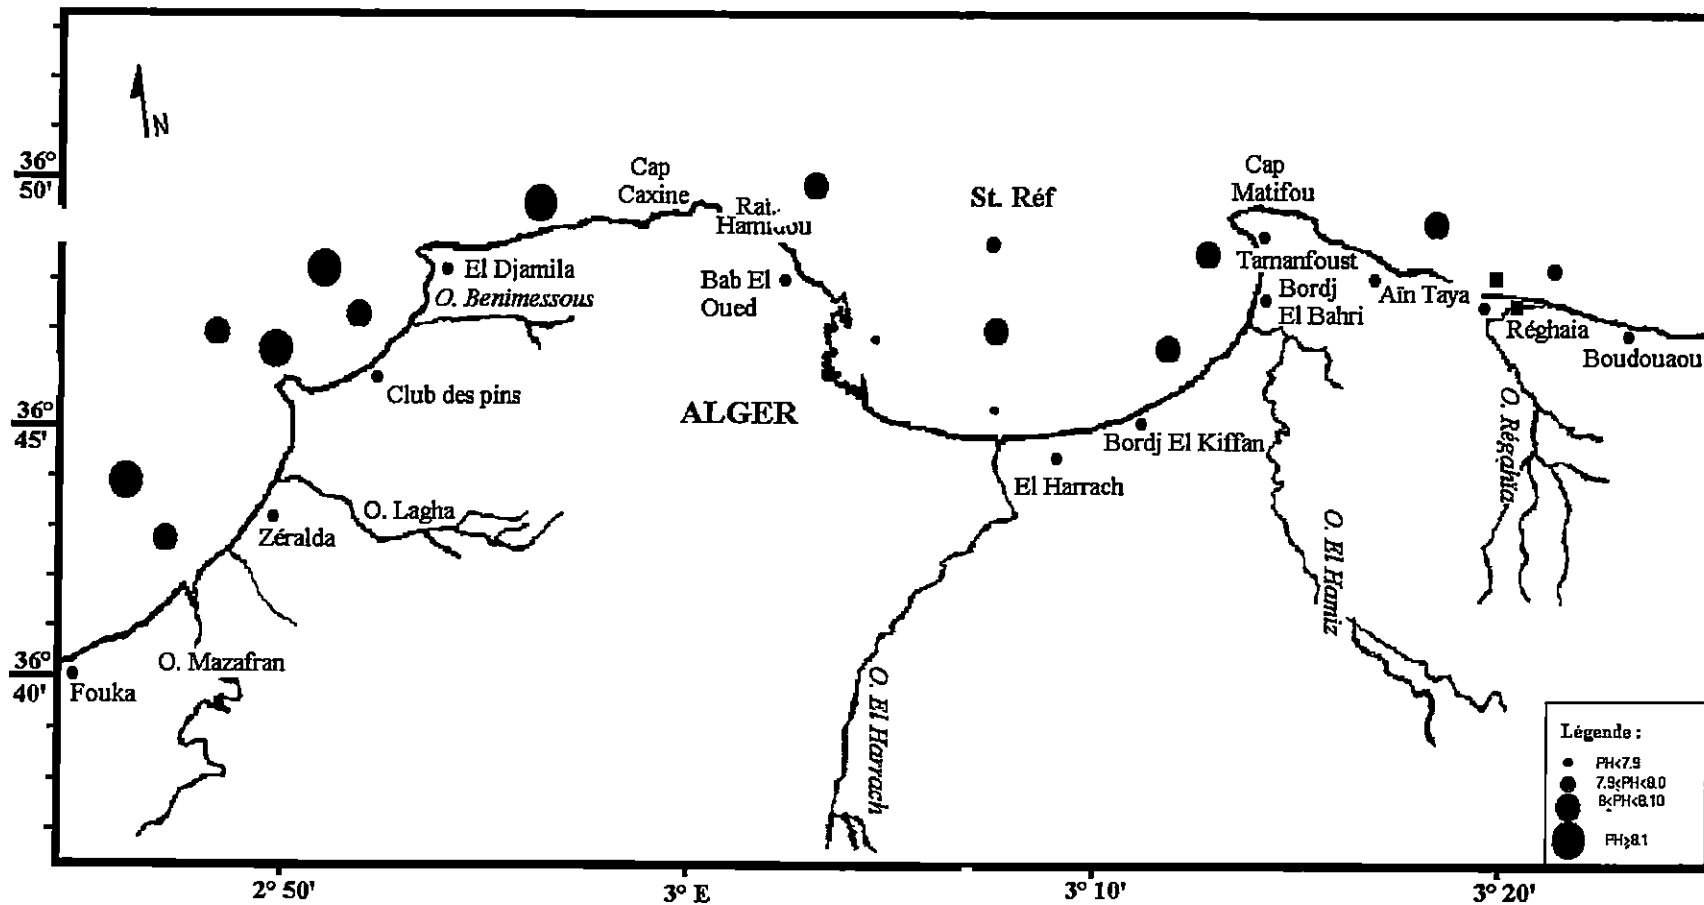 N
36°
50'
Cap
Caxine
Hamidou
Cap
Matifou
St. Réf
El Djamila
O. Benimessous
Bab El
Oued
Tamanfoust
Bordj
El Bahri
Aïn Taya
Réghaia
Boudouaou
Club des pins
ALGER
36°
45'
Bordj El Kiffan
El Harrach
O. Lagha
Zéralda
O. Régahïa
O. El Hamiz
36°
40'
O. Mazafran
Fouka
O. El Harrach
Légende :
PH<7.9
7.9≤PH<8.0
8≤PH<8.10
PH≥8.1
2° 50'
3° E
3° 10'
3° 20'